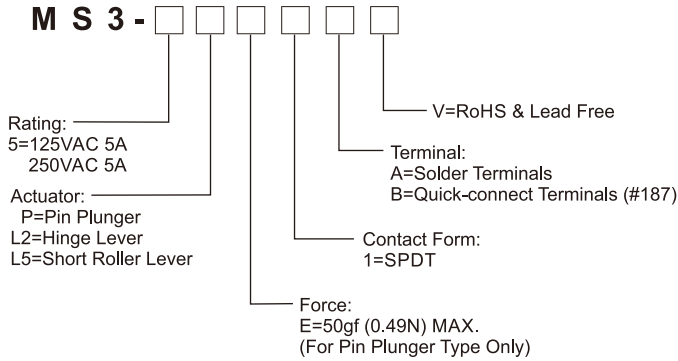 MS3-□□□□□□
Rating:
5=125VAC 5A
250VAC 5A
Actuator:
P=Pin Plunger
L2=Hinge Lever
L5=Short Roller Lever
V=RoHS & Lead Free
Terminal:
A=Solder Terminals
B=Quick-connect Terminals (#187)
Contact Form:
1=SPDT
Force:
E=50gf (0.49N) MAX.
(For Pin Plunger Type Only)